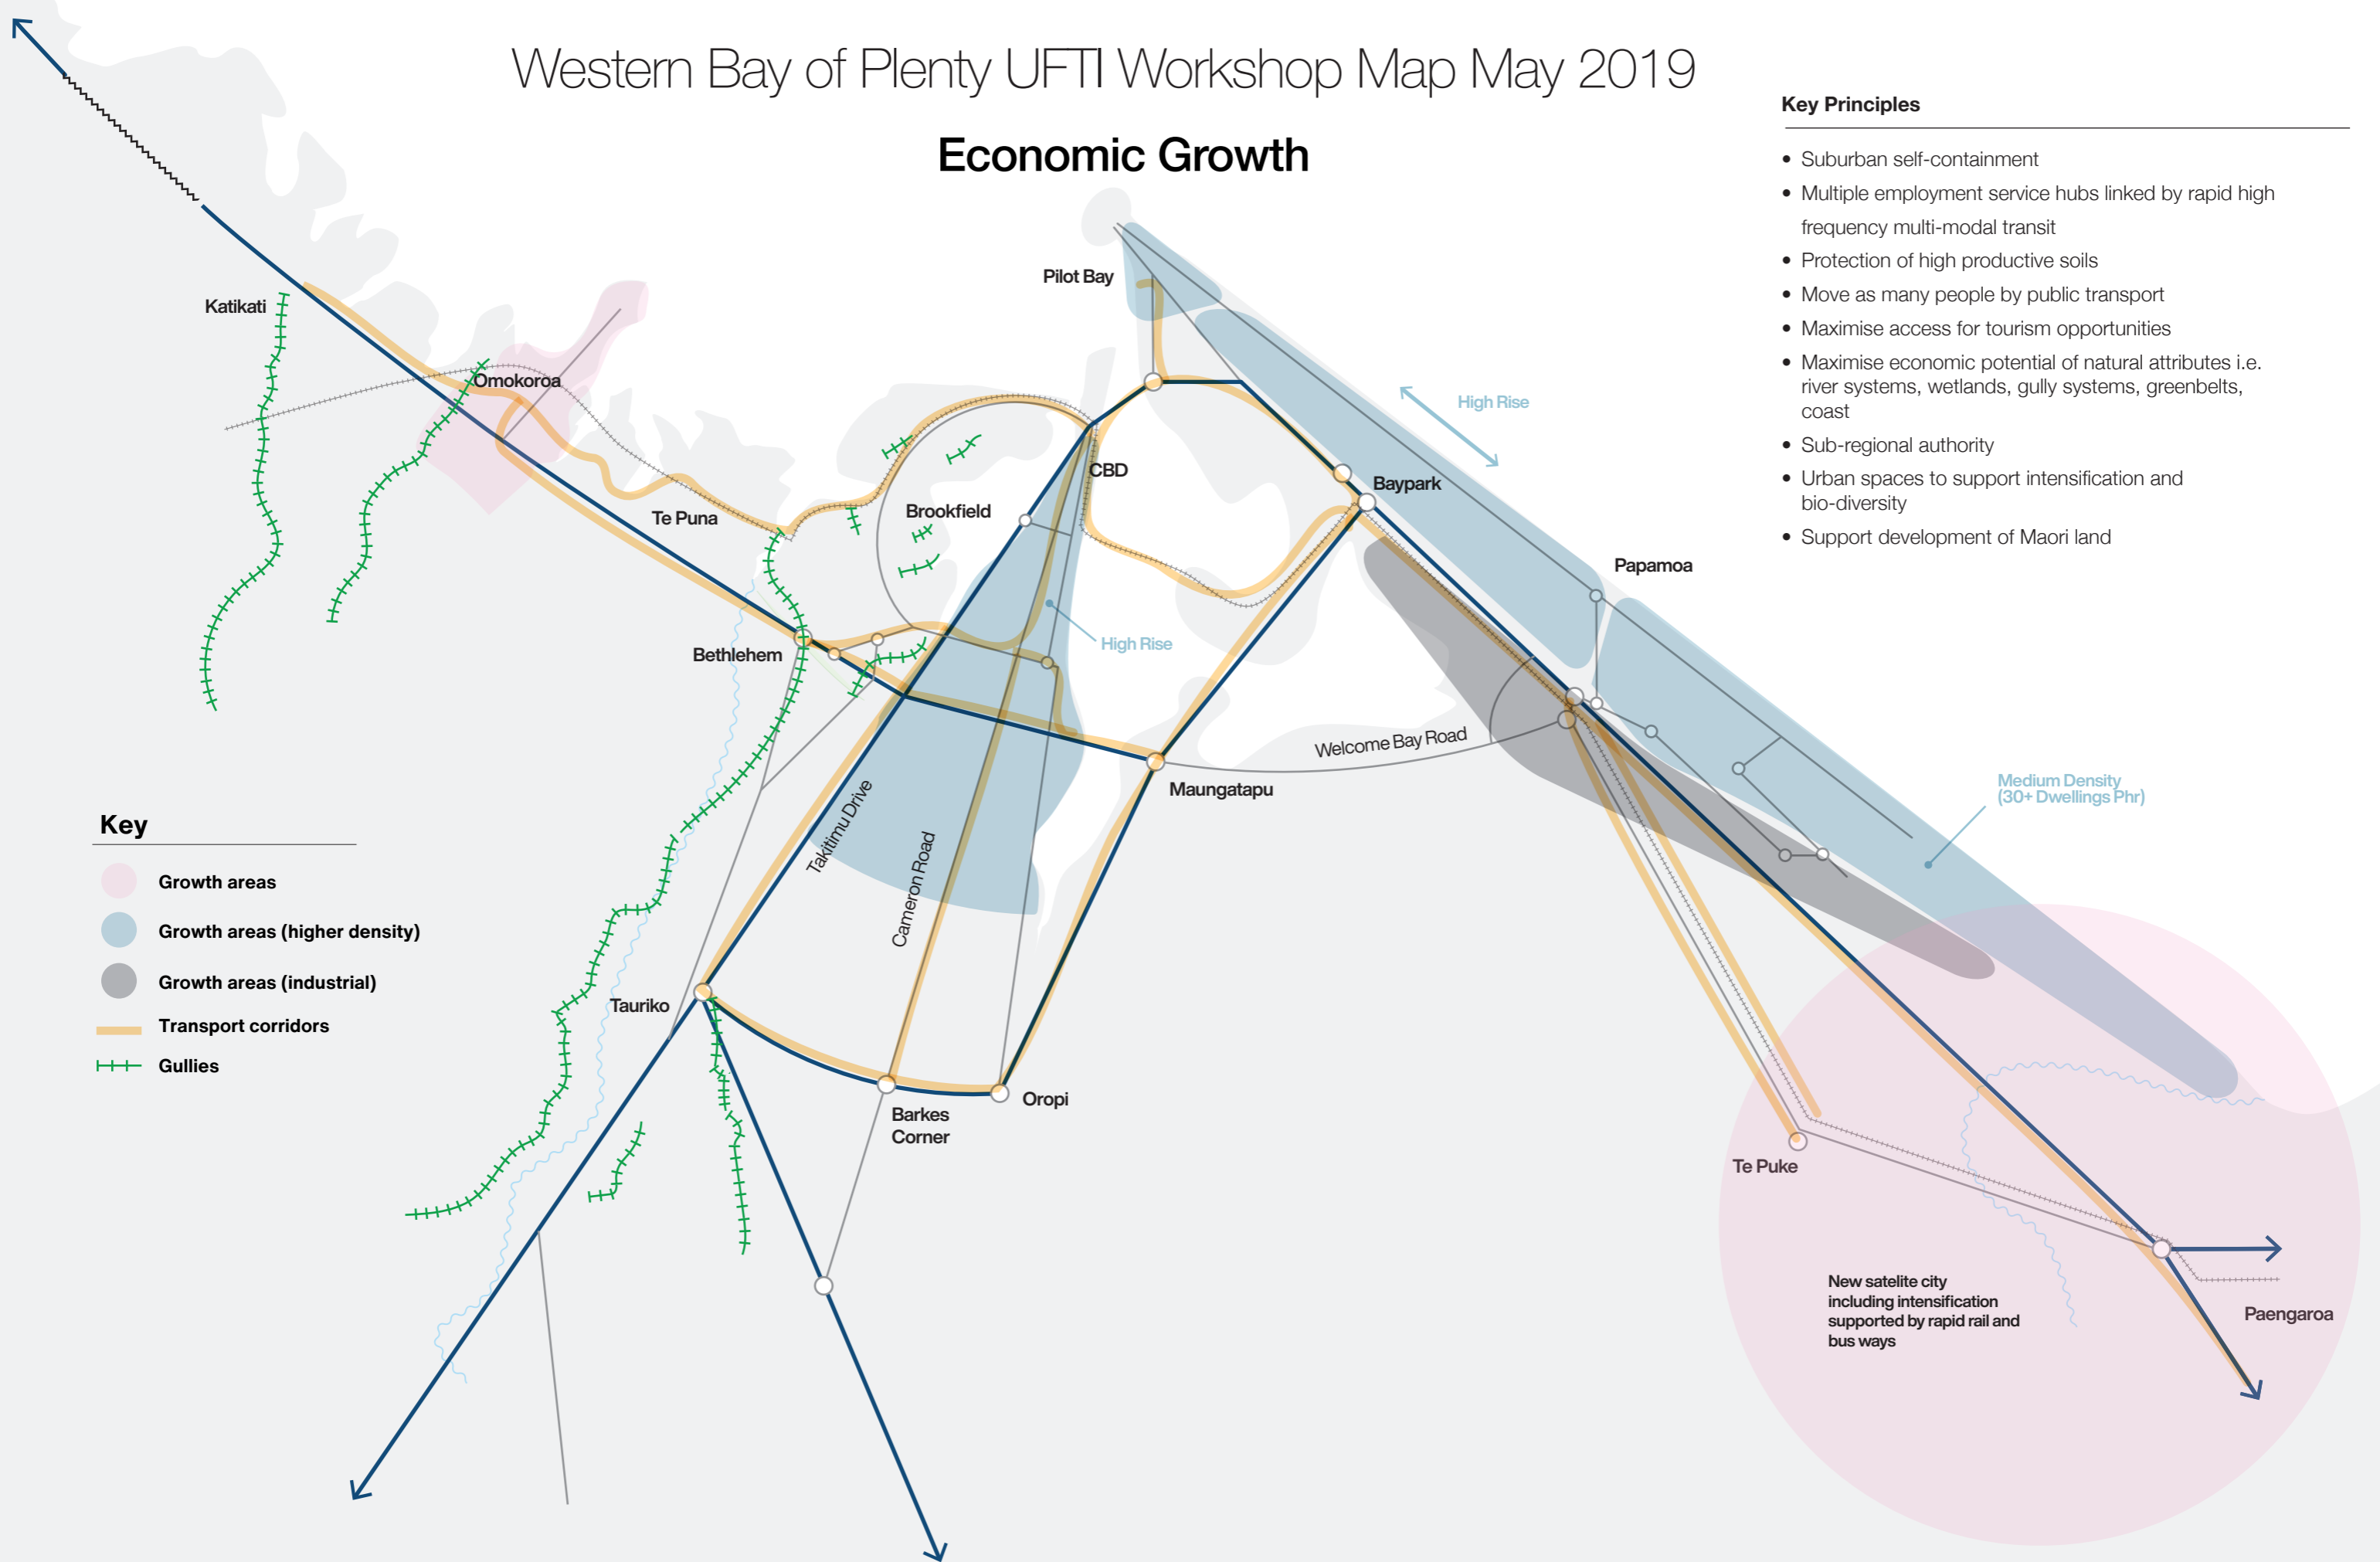 Western Bay of Plenty UFTI Workshop Map May 2019
Economic Growth
Key Principles
• Suburban self-containment
• Multiple employment service hubs linked by rapid high
frequency multi-modal transit
• Protection of high productive soils
• Move as many people by public transport
• Maximise access for tourism opportunities
• Maximise economic potential of natural attributes i.e.
river systems, wetlands, gully systems, greenbelts,
coast
• Sub-regional authority
• Urban spaces to support intensification and
bio-diversity
• Support development of Maori land
Pilot Bay
Katikati
Omokoroa
High Rise
CBD
Baypark
Te Puna
Brookfield
Papamoa
High Rise
Bethlehem
Welcome Bay Road
Maungatapu
Medium Density
(30+ Dwellings Phr)
Takitimu Drive
Cameron Road
Key
Growth areas
Growth areas (higher density)
Growth areas (industrial)
Transport corridors
Gullies
Tauriko
Barkes
Corner
Oropi
Te Puke
New satelite city
including intensification
supported by rapid rail and
bus ways
Paengaroa